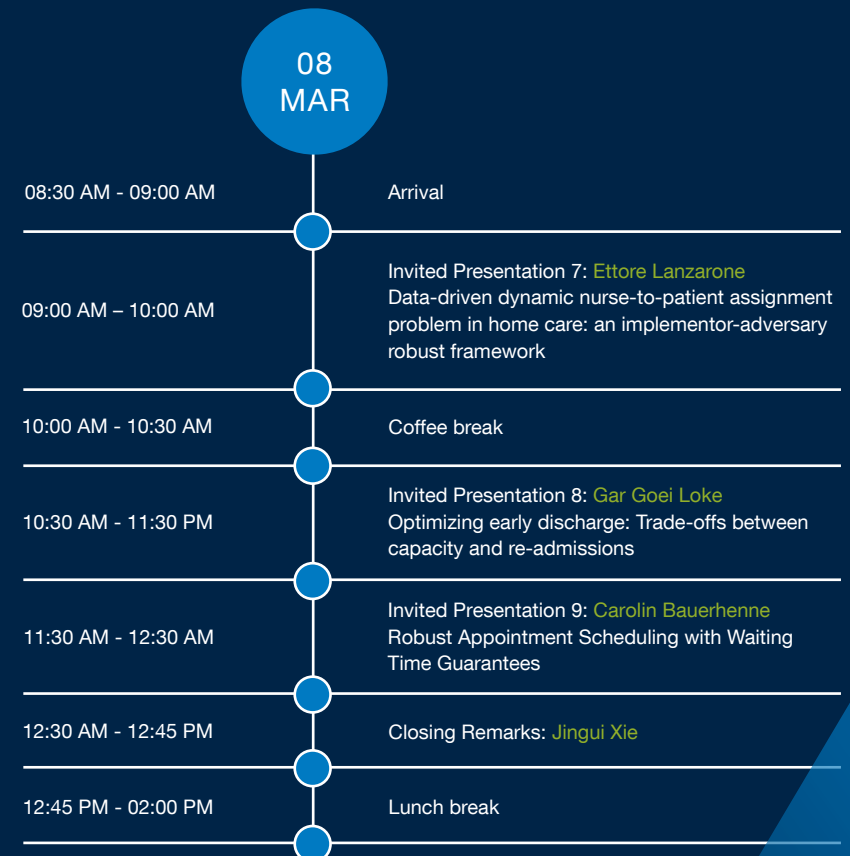 08
MAR
08:30 AM - 09:00 AM
Arrival
09:00 AM – 10:00 AM
Invited Presentation 7: Ettore Lanzarone
Data-driven dynamic nurse-to-patient assignment
problem in home care: an implementor-adversary
robust framework
10:00 AM - 10:30 AM
Coffee break
10:30 AM - 11:30 PM
Invited Presentation 8: Gar Goei Loke
Optimizing early discharge: Trade-offs between
capacity and re-admissions
11:30 AM - 12:30 AM
Invited Presentation 9: Carolin Bauerhenne
Robust Appointment Scheduling with Waiting
Time Guarantees
12:30 AM - 12:45 PM
Closing Remarks: Jingui Xie
12:45 PM - 02:00 PM
Lunch break